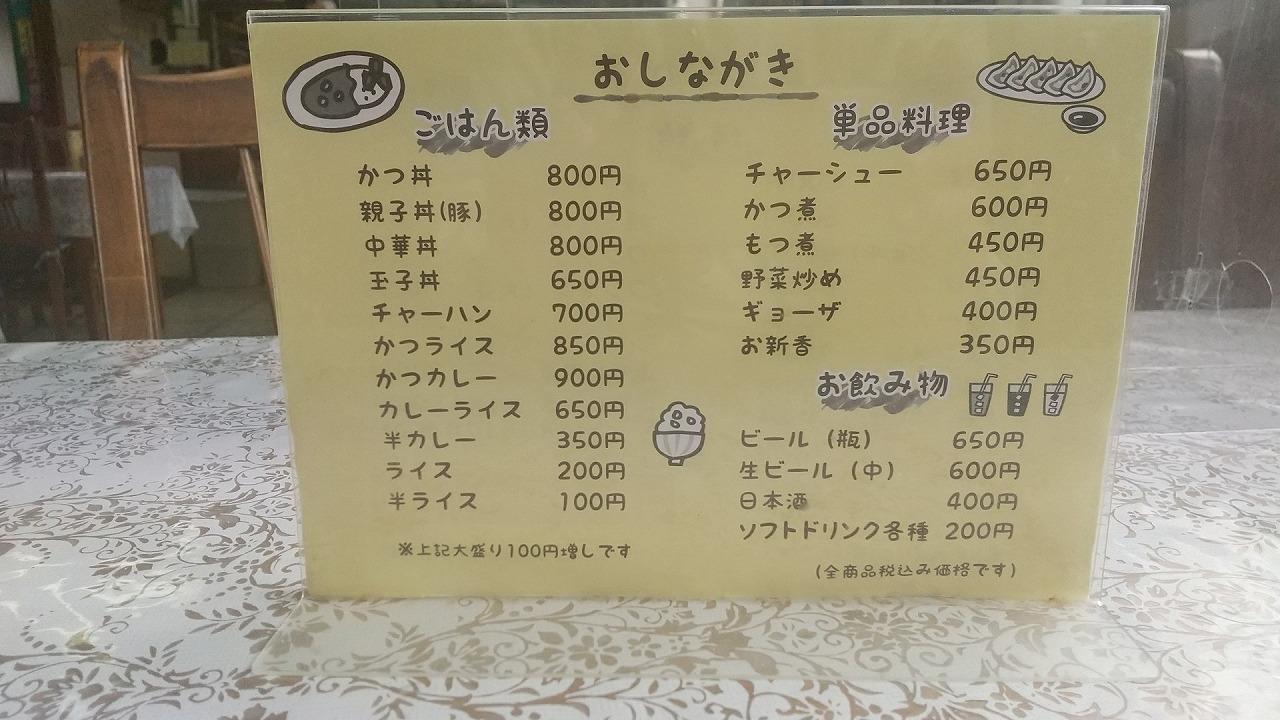 おしながき
ごはん類
かつ丼 800円
親子丼(豚) 800円
中華丼 800円
玉子丼 650円
チャーハン 700円
かつライス 850円
かつカレー 900円
カレーライス 650円
半カレー 350円
ライス 200円
半ライス 100円
※上記大盛り100円増しです
単品料理
チャーシュー 650円
かつ煮 600円
もつ煮 450円
野菜炒め 450円
ギョーザ 400円
お新香 350円
お飲み物
ビール (瓶) 650円
生ビール (中) 600円
日本酒 400円
ソフトドリンク各種 200円
(全商品税込み価格です)